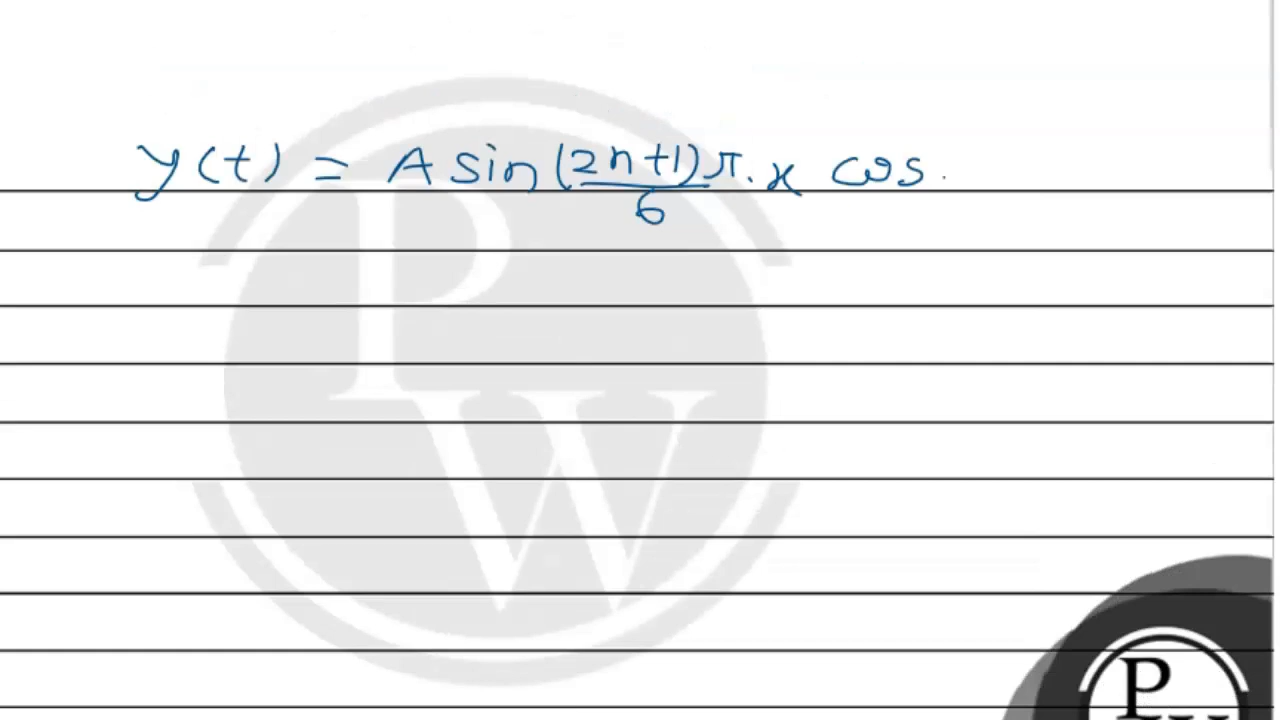 y(t) = A sin (2n+1)π/6 . x cos
P
W
P
W